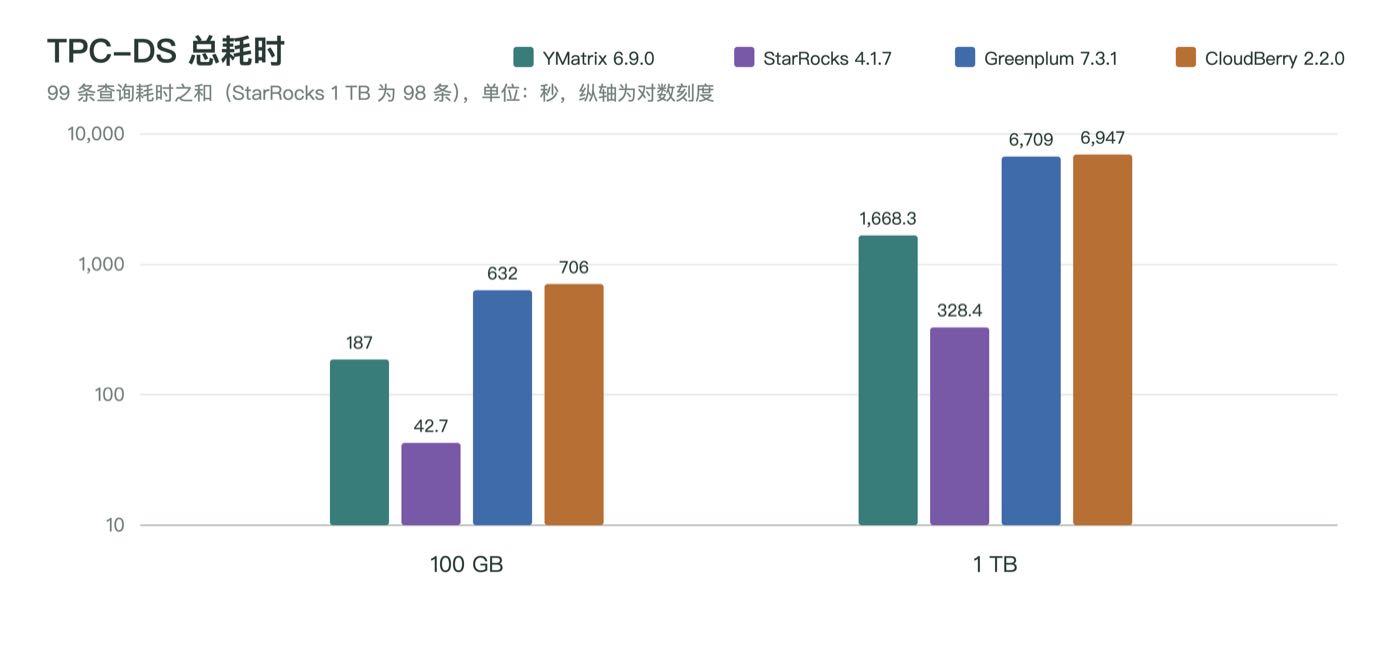 TPC–DS 总耗时
YMatrix 6.9.0 StarRocks 4.1.7 Greenplum 7.3.1 CloudBerry 2.2.0
99 条查询耗时之和（StarRocks 1 TB 为 98 条），单位：秒，纵轴为对数刻度
10,000
1,000
100
10
187
42.7
632
706
1,668.3
328.4
6,709
6,947
100 GB
1 TB